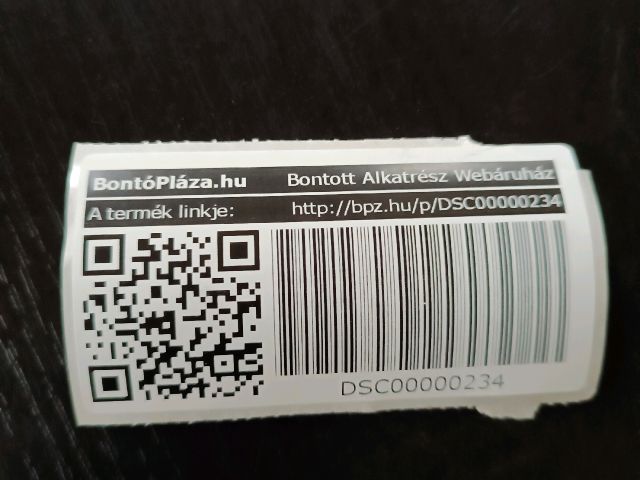 BontóPláza.hu Bontott Alkatrész Webáruház
A termék linkje: http://bpz.hu/p/DSC00000234
DSC00000234